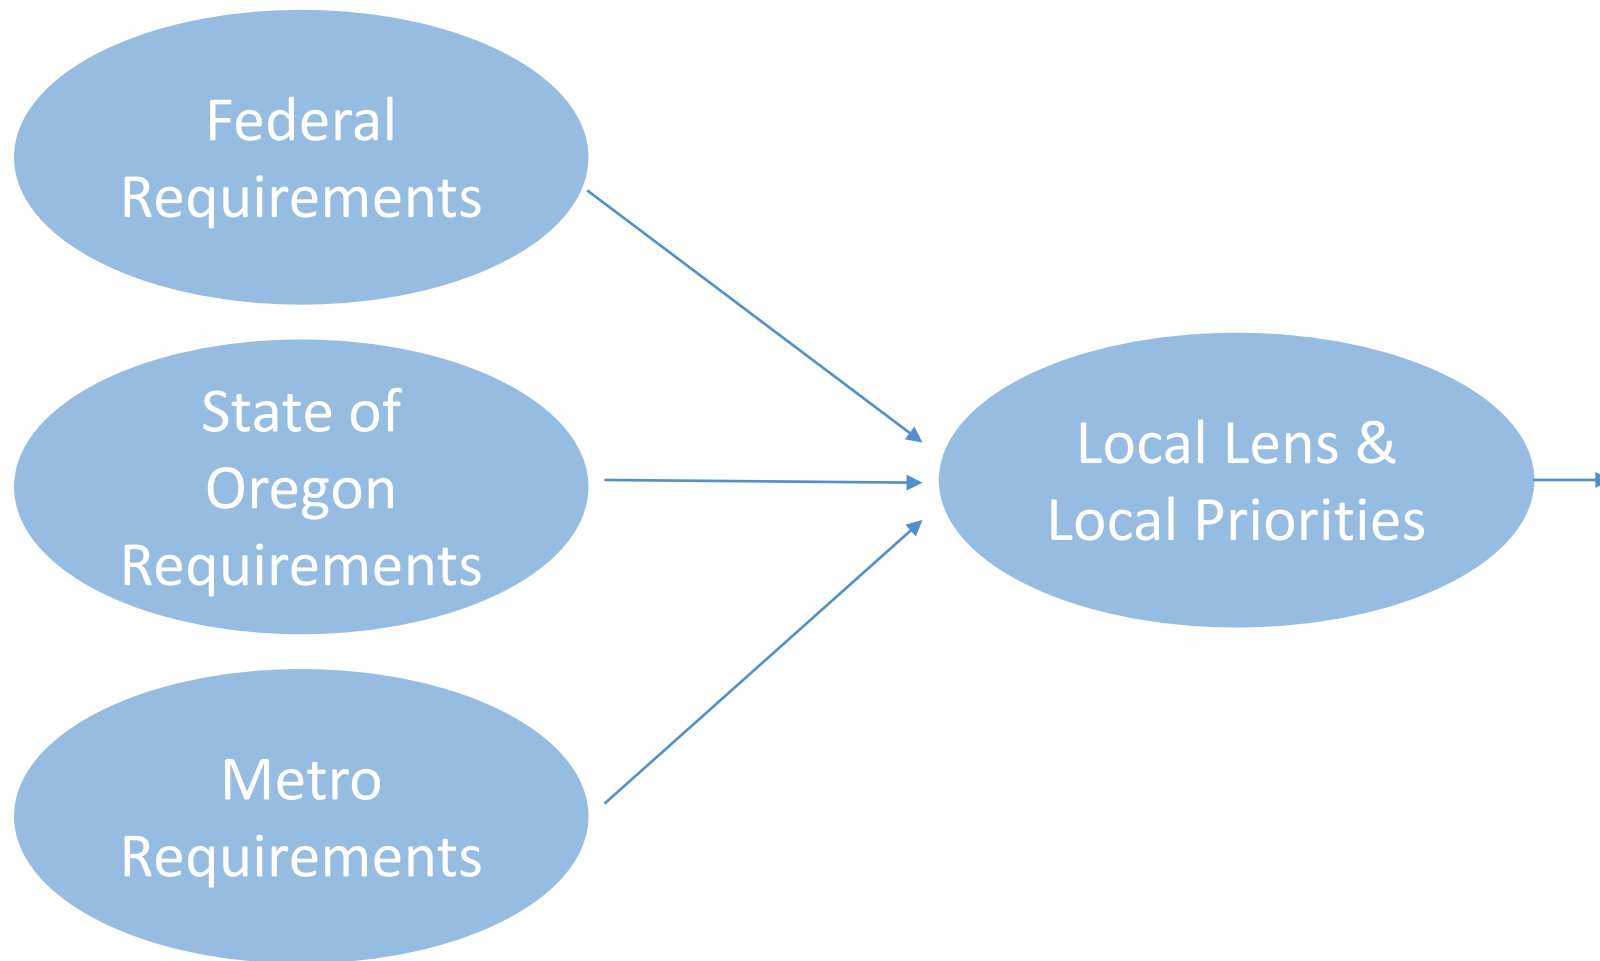 Federal
Requirements
State of
Oregon
Requirements
Metro
Requirements
Local Lens &
Local Priorities